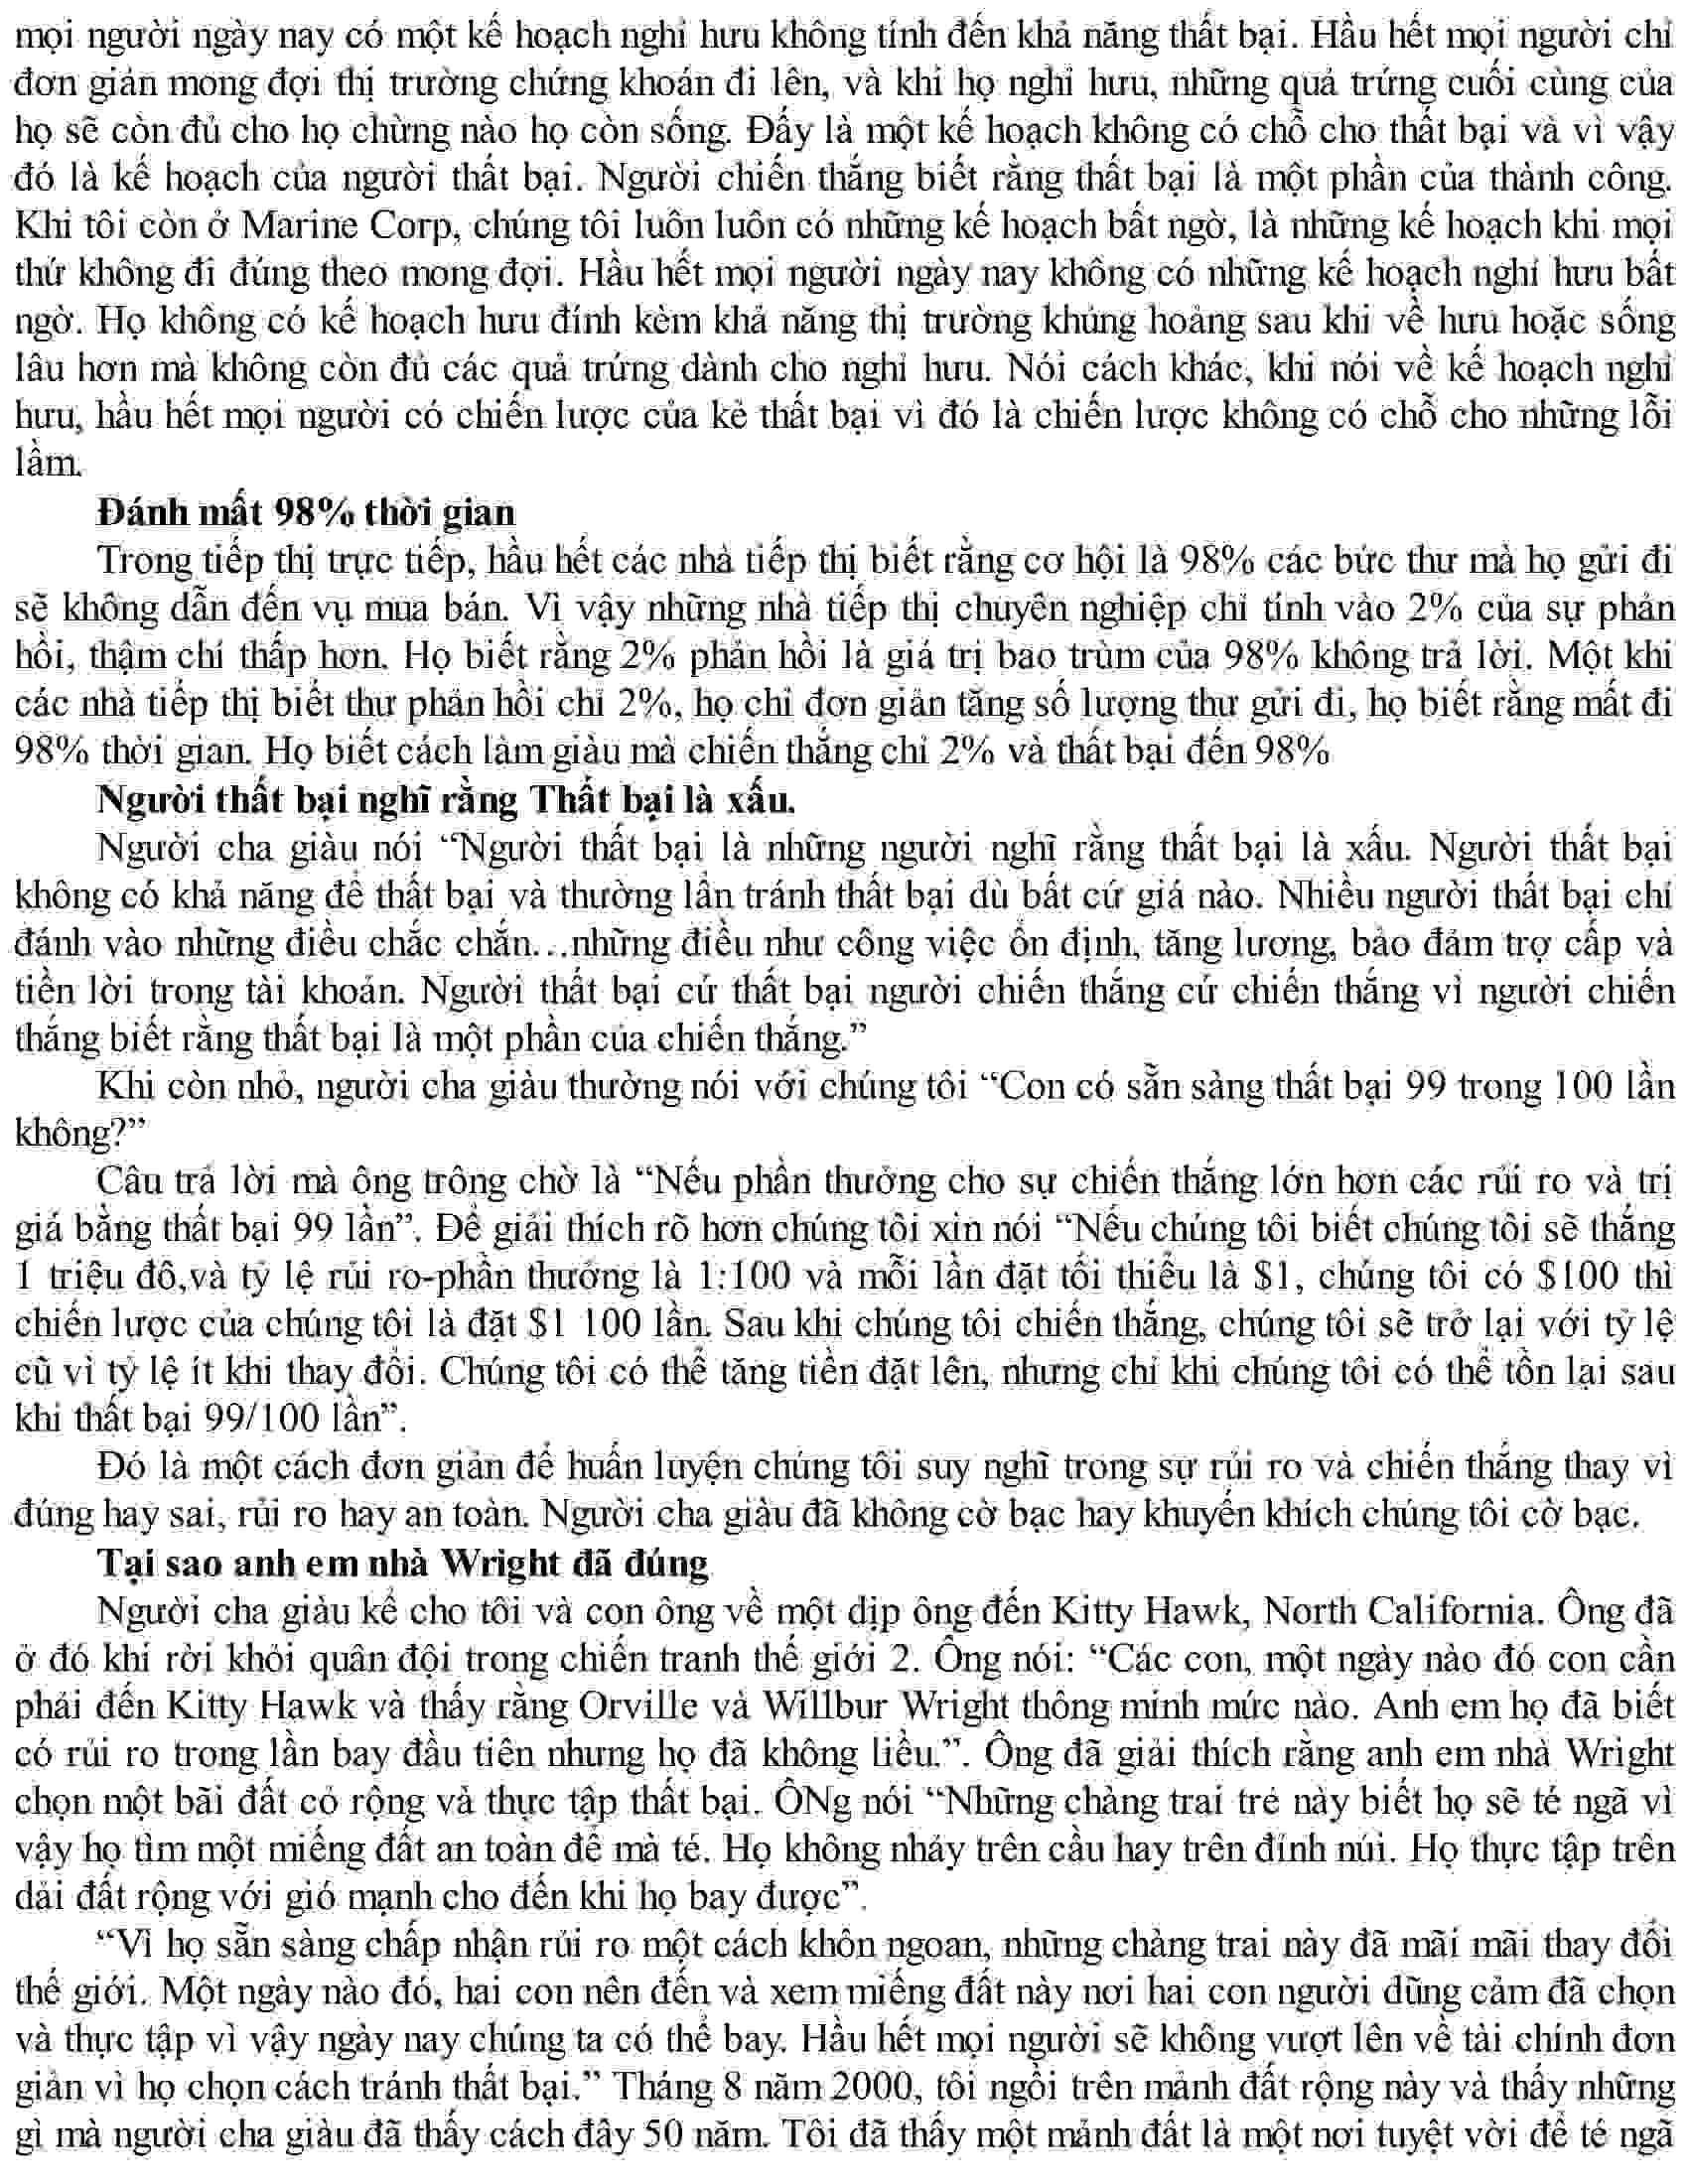 mọi người ngày nay có một kế hoạch nghỉ hưu không tính đến khả năng thất bại. Hầu hết mọi người chỉ
đơn giản mong đợi thị trường chứng khoán đi lên, và khi họ nghỉ hưu, những quả trứng cuối cùng của
họ sẽ còn đủ cho họ chừng nào họ còn sống. Đấy là một kế hoạch không có chỗ cho thất bại và vì vậy
đó là kế hoạch của người thất bại. Người chiến thắng biết rằng thất bại là một phần của thành công.
Khi tôi còn ở Marine Corp, chúng tôi luôn luôn có những kế hoạch bất ngờ, là những kế hoạch khi mọi
thứ không đi đúng theo mong đợi. Hầu hết mọi người ngày nay không có những kế hoạch nghỉ hưu bất
ngờ. Họ không có kế hoạch hưu đính kèm khả năng thị trường khủng hoảng sau khi về hưu hoặc sống
lâu hơn mà không còn đủ các quả trứng dành cho nghỉ hưu. Nói cách khác, khi nói về kế hoạch nghỉ
hưu, hầu hết mọi người có chiến lược của kẻ thất bại vì đó là chiến lược không có chỗ cho những lỗi
lầm.
Đánh mất 98% thời gian
Trong tiếp thị trực tiếp, hầu hết các nhà tiếp thị biết rằng cơ hội là 98% các bức thư mà họ gửi đi
sẽ không dẫn đến vụ mua bán. Vì vậy những nhà tiếp thị chuyên nghiệp chỉ tính vào 2% của sự phản
hồi, thậm chí thấp hơn. Họ biết rằng 2% phản hồi là giá trị bao trùm của 98% không trả lời. Một khi
các nhà tiếp thị biết thư phản hồi chỉ 2%, họ chỉ đơn giản tăng số lượng thư gửi đi, họ biết rằng mất đi
98% thời gian. Họ biết cách làm giàu mà chiến thắng chỉ 2% và thất bại đến 98%
Người thất bại nghĩ rằng Thất bại là xấu.
Người cha giàu nói “Người thất bại là những người nghĩ rằng thất bại là xấu. Người thất bại
không có khả năng để thất bại và thường lẩn tránh thất bại dù bất cứ giá nào. Nhiều người thất bại chỉ
đánh vào những điều chắc chắn…những điều như công việc ổn định, tăng lương, bảo đảm trợ cấp và
tiền lời trong tài khoản. Người thất bại cứ thất bại người chiến thắng cứ chiến thắng vì người chiến
thắng biết rằng thất bại là một phần của chiến thắng.”
Khi còn nhỏ, người cha giàu thường nói với chúng tôi “Con có sẵn sàng thất bại 99 trong 100 lần
không?”
Câu trả lời mà ông trông chờ là “Nếu phần thưởng cho sự chiến thắng lớn hơn các rủi ro và trị
giá bằng thất bại 99 lần”. Để giải thích rõ hơn chúng tôi xin nói “Nếu chúng tôi biết chúng tôi sẽ thắng
1 triệu đô,và tỷ lệ rủi ro-phần thưởng là 1:100 và mỗi lần đặt tối thiểu là $1, chúng tôi có $100 thì
chiến lược của chúng tôi là đặt $1 100 lần. Sau khi chúng tôi chiến thắng, chúng tôi sẽ trở lại với tỷ lệ
cũ vì tỷ lệ ít khi thay đổi. Chúng tôi có thể tăng tiền đặt lên, nhưng chỉ khi chúng tôi có thể tồn lại sau
khi thất bại 99/100 lần”.
Đó là một cách đơn giản để huấn luyện chúng tôi suy nghĩ trong sự rủi ro và chiến thắng thay vì
đúng hay sai, rủi ro hay an toàn. Người cha giàu đã không cờ bạc hay khuyến khích chúng tôi cờ bạc.
Tại sao anh em nhà Wright đã đúng
Người cha giàu kể cho tôi và con ông về một dịp ông đến Kitty Hawk, North California. Ông đã
ở đó khi rời khỏi quân đội trong chiến tranh thế giới 2. Ông nói: “Các con, một ngày nào đó con cần
phải đến Kitty Hawk và thấy rằng Orville và Willbur Wright thông minh mức nào. Anh em họ đã biết
có rủi ro trong lần bay đầu tiên nhưng họ đã không liều.”. Ông đã giải thích rằng anh em nhà Wright
chọn một bãi đất cỏ rộng và thực tập thất bại. ÔNg nói “Những chàng trai trẻ này biết họ sẽ té ngã vì
vậy họ tìm một miếng đất an toàn để mà té. Họ không nhảy trên cầu hay trên đỉnh núi. Họ thực tập trên
dải đất rộng với gió mạnh cho đến khi họ bay được”.
“Vì họ sẵn sàng chấp nhận rủi ro một cách khôn ngoan, những chàng trai này đã mãi mãi thay đổi
thế giới. Một ngày nào đó, hai con nên đến và xem miếng đất này nơi hai con người dũng cảm đã chọn
và thực tập vì vậy ngày nay chúng ta có thể bay. Hầu hết mọi người sẽ không vượt lên về tài chính đơn
giản vì họ chọn cách tránh thất bại.” Tháng 8 năm 2000, tôi ngồi trên mảnh đất rộng này và thấy những
gì mà người cha giàu đã thấy cách đây 50 năm. Tôi đã thấy một mảnh đất là một nơi tuyệt vời để té ngã